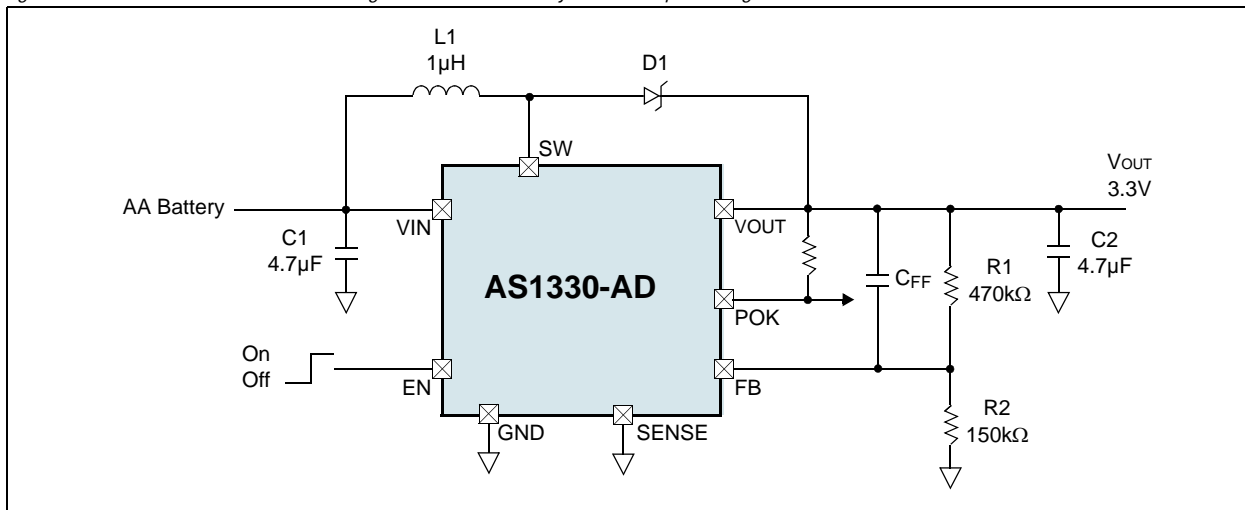 L1
1µH
D1
SW
VOUT
3.3V
AA Battery
VIN
VOUT
C1
4.7µF
C2
4.7µF
AS1330-AD
CFF
R1
470kΩ
POK
On
Off
EN
FB
R2
150kΩ
GND
SENSE